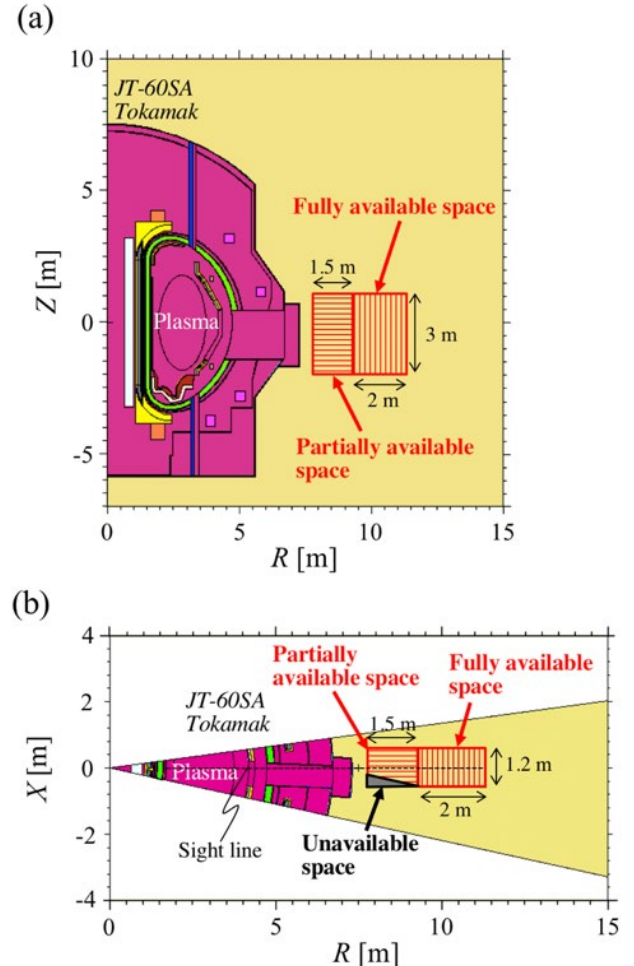 (a)
10
JT-60SA
Tokamak
Fully available space
5
1.5 m
Z [m]
Plasma
0
3 m
2 m
Partially available
space
-5
0
5
10
15
R [m]
(b)
4
Partially
available space
Fully available
space
JT-60SA
Tokamak
2
1.5 m
X [m]
Plasma
0
1.2 m
2 m
Unavailable
space
Sight line
-2
-4
0
5
10
15
R [m]